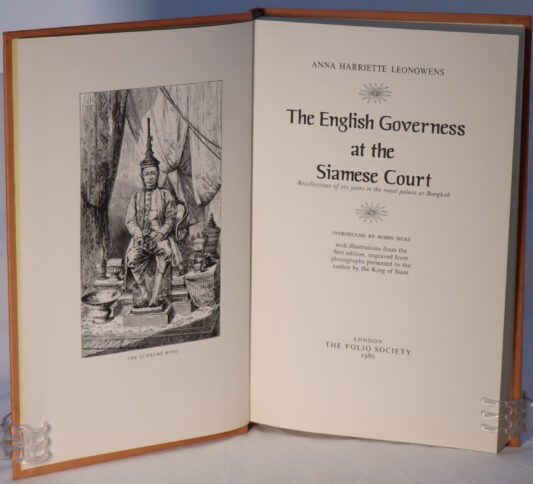 THE SUPREME KING
ANNA HARRIETTE LEONOWENS
The English Governess
at the
Siamese Court
Recollections of six years in the royal palace at Bangkok
INTRODUCED BY ROBIN DUKE
with illustrations from the
first edition, engraved from
photographs presented to the
author by the King of Siam
LONDON
THE FOLIO SOCIETY
1980